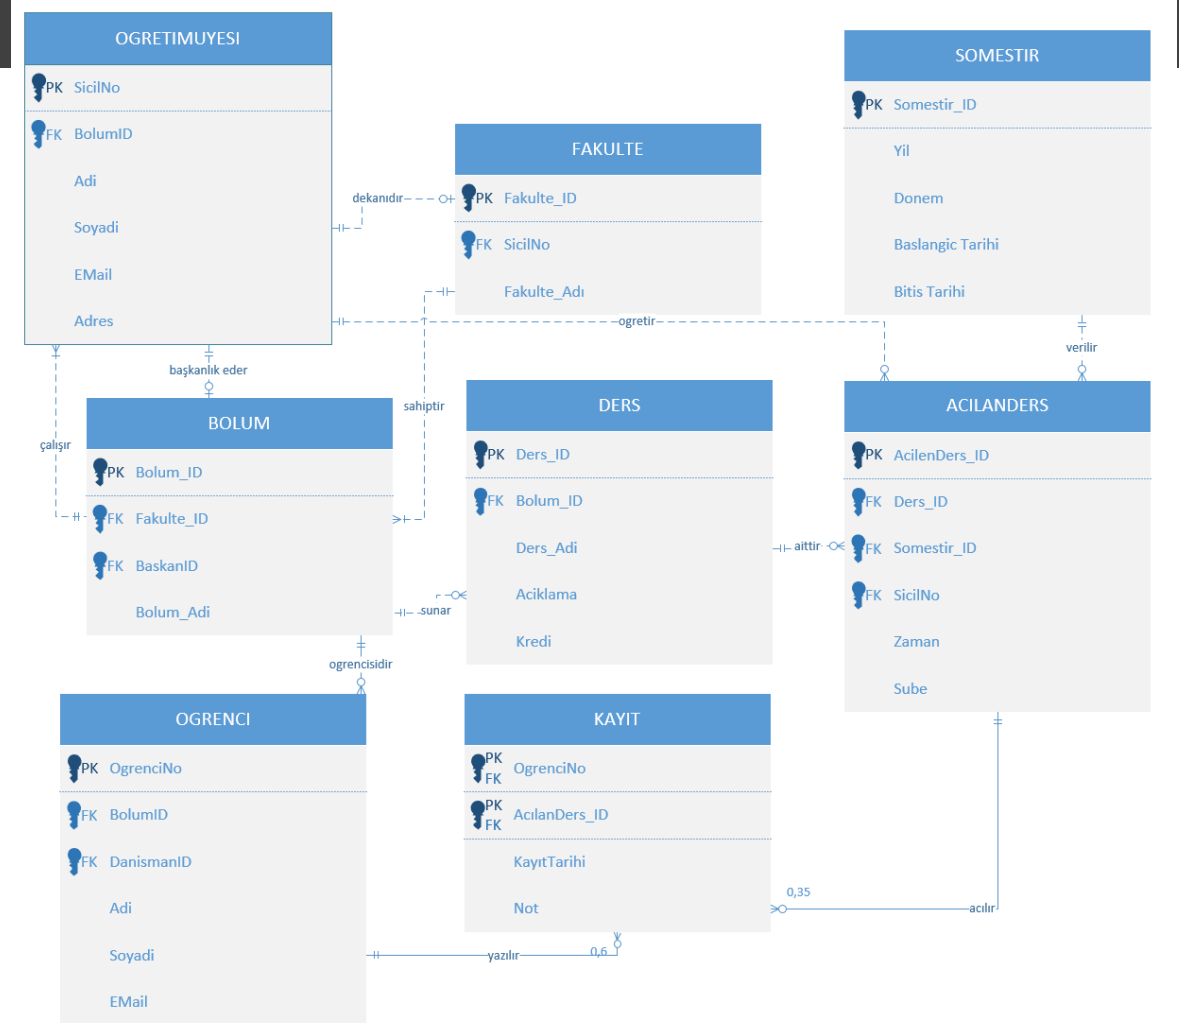 OGRETIMUYESI
PK SicilNo
FK BolumID
Adi
Soyadi
EMail
Adres
FAKULTE
PK Fakulte_ID
FK SicilNo
Fakulte_Adı
SOMESTIR
PK Somestir_ID
Yil
Donem
Baslangic Tarihi
Bitis Tarihi
dekanıdır
ogretir
verilir
başkanlık eder
sahiptir
çalışır
BOLUM
PK Bolum_ID
FK Fakulte_ID
FK BaskanID
Bolum_Adi
DERS
PK Ders_ID
FK Bolum_ID
Ders_Adi
Aciklama
Kredi
ACILANDERS
PK AcilenDers_ID
FK Ders_ID
FK Somestir_ID
FK SicilNo
Zaman
Sube
aittir
sunar
ogrencisidir
OGRENCI
PK OgrenciNo
FK BolumID
FK DanismanID
Adi
Soyadi
EMail
KAYIT
PK
FK OgrenciNo
PK
FK AcılanDers_ID
KayıtTarihi
Not
0,35
acılır
yazılır
0,6